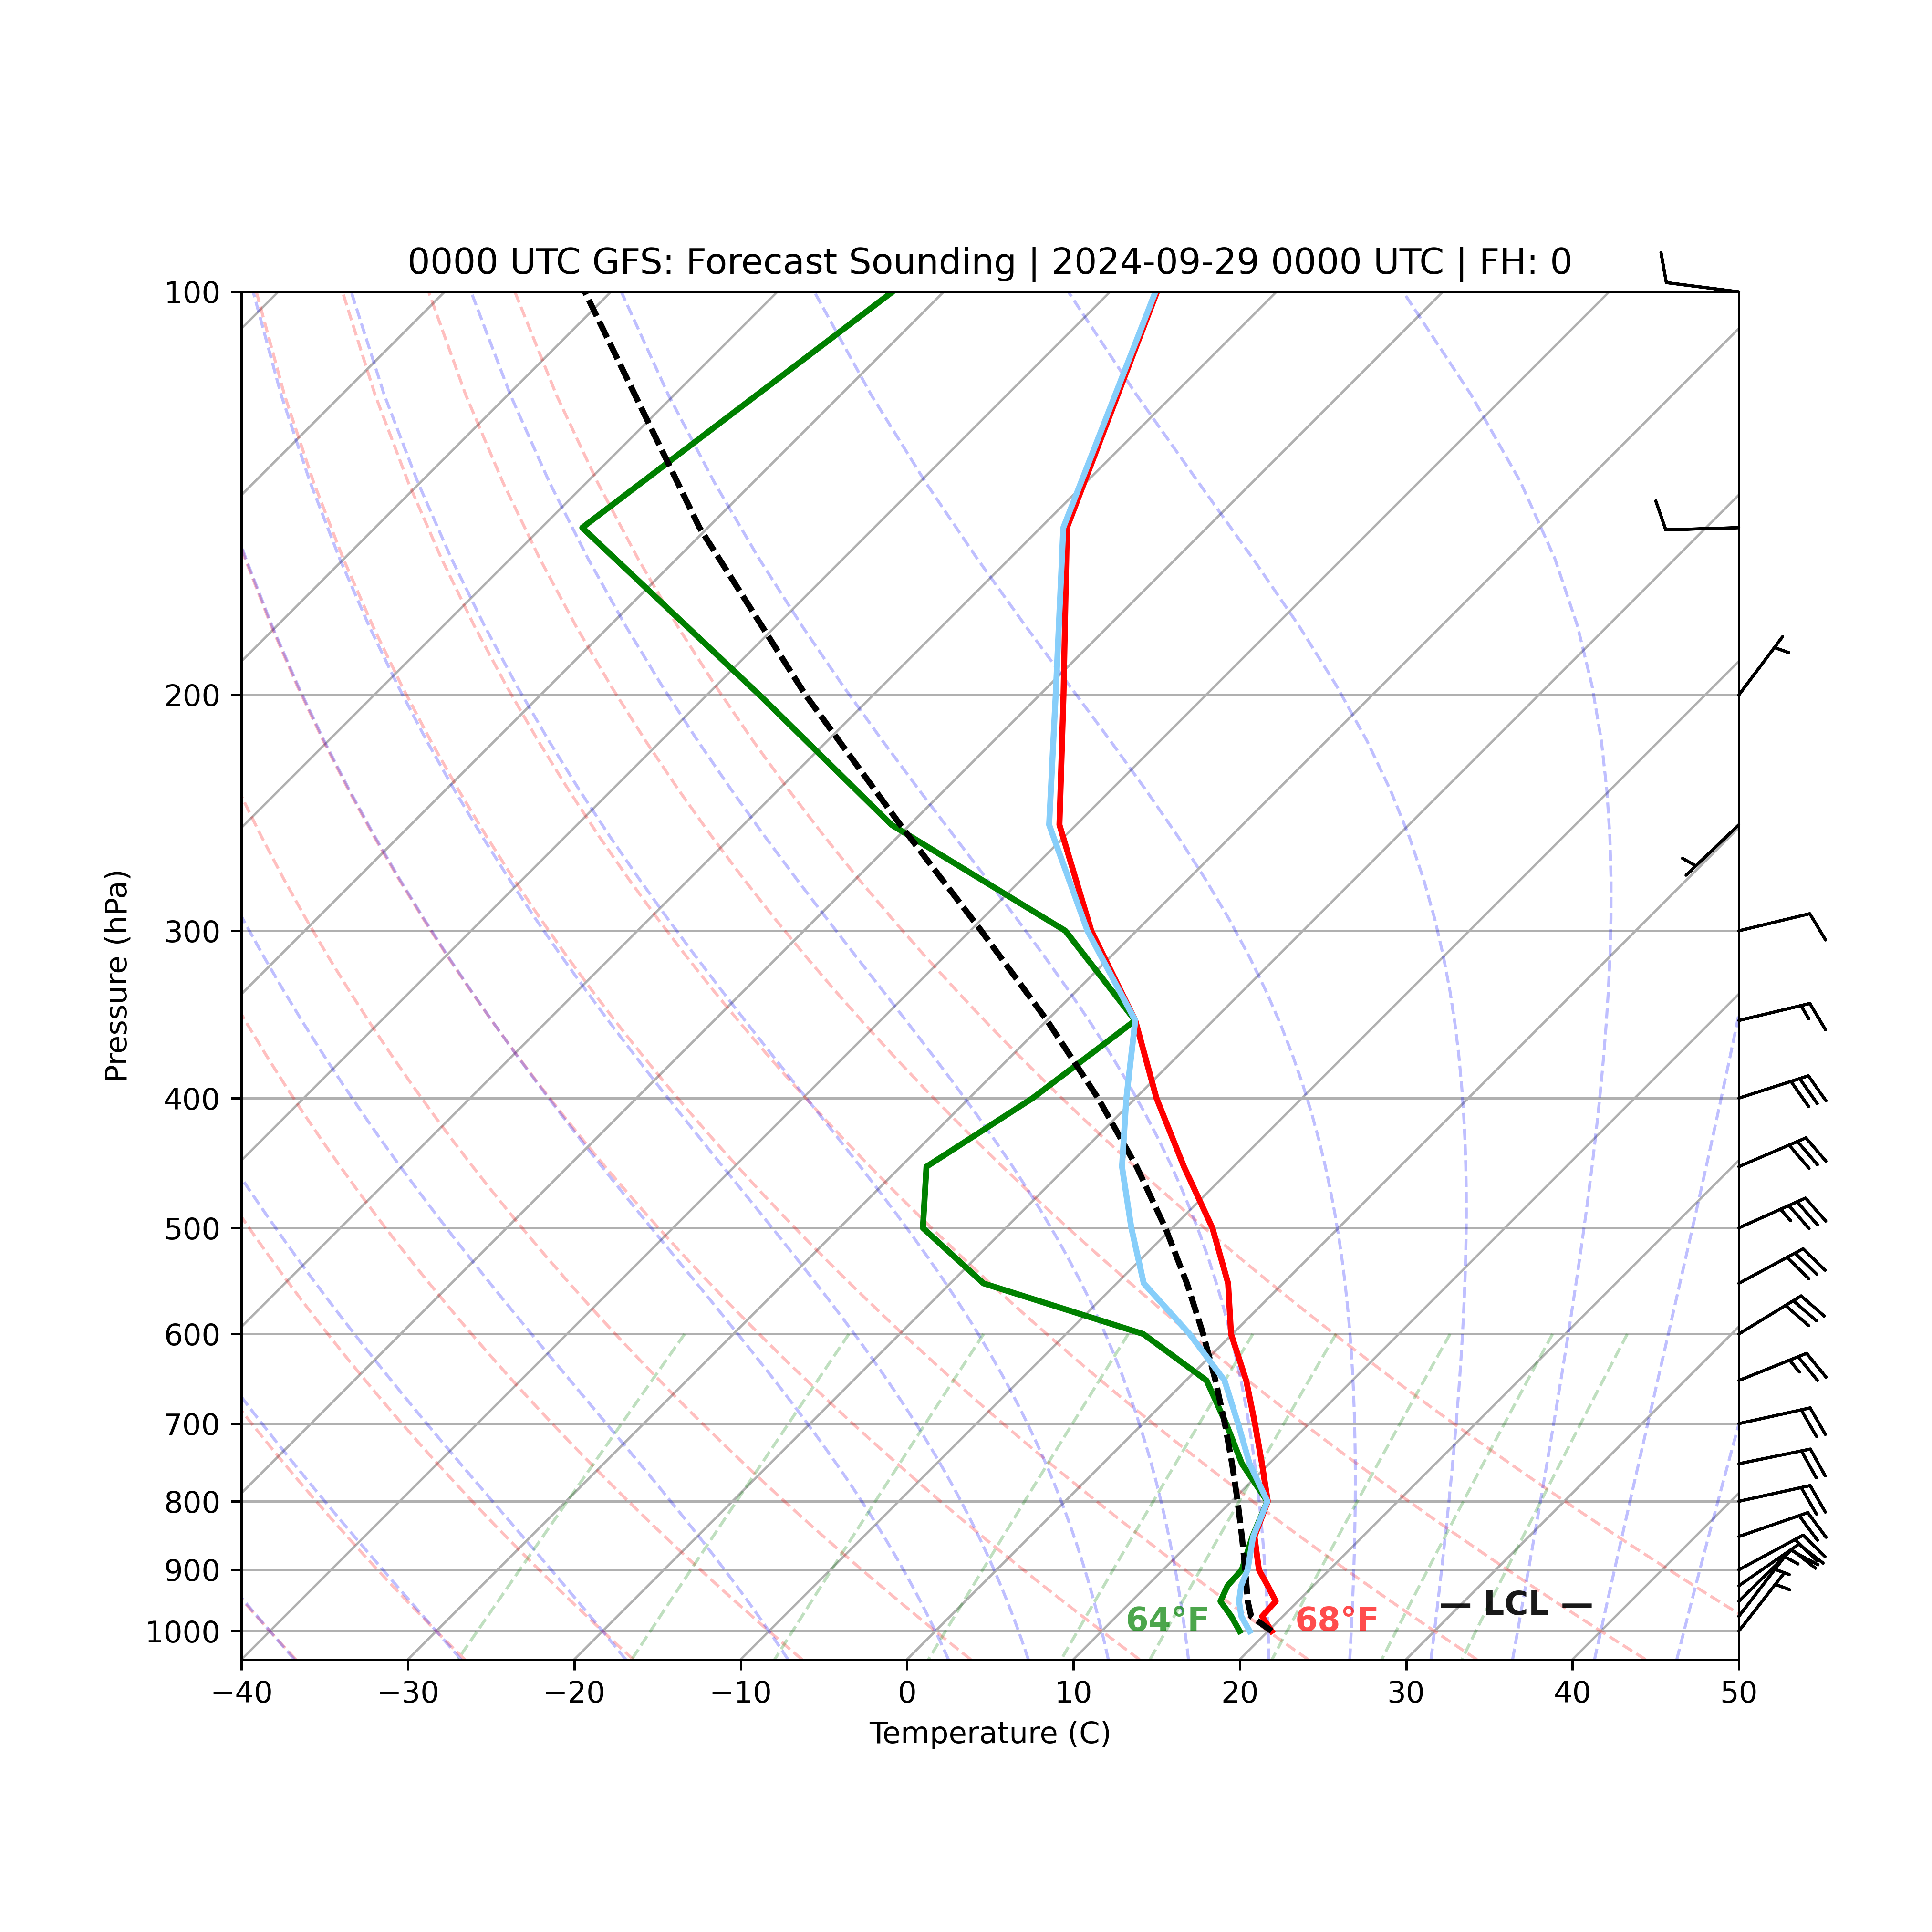 0000 UTC GFS: Forecast Sounding | 2024-09-29 0000 UTC | FH: 0
100
200
300
400
500
600
700
800
900
1000
Pressure (hPa)
64°F
68°F
— LCL —
−40 −30 −20 −10 0 10 20 30 40 50
Temperature (C)